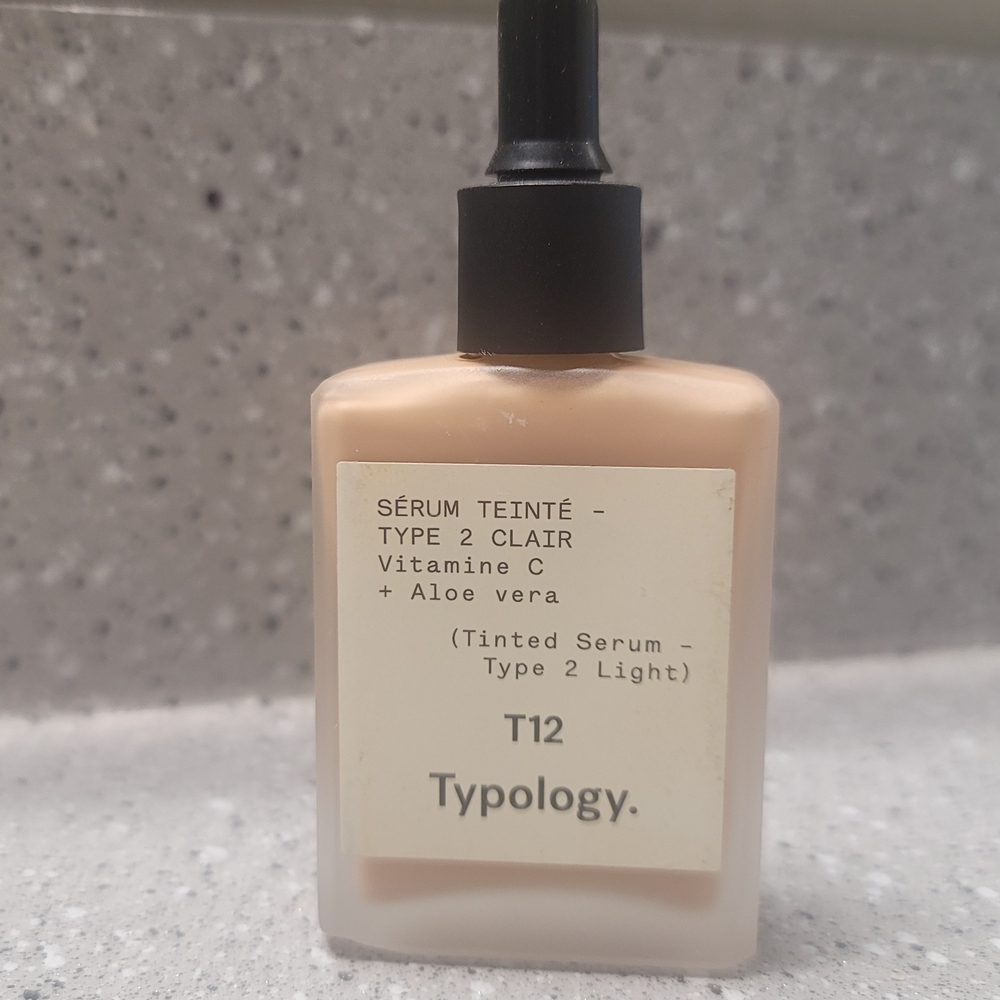 SÉRUM TEINTÉ –
TYPE 2 CLAIR
Vitamine C
+ Aloe vera
(Tinted Serum –
Type 2 Light)
T12
Typology.